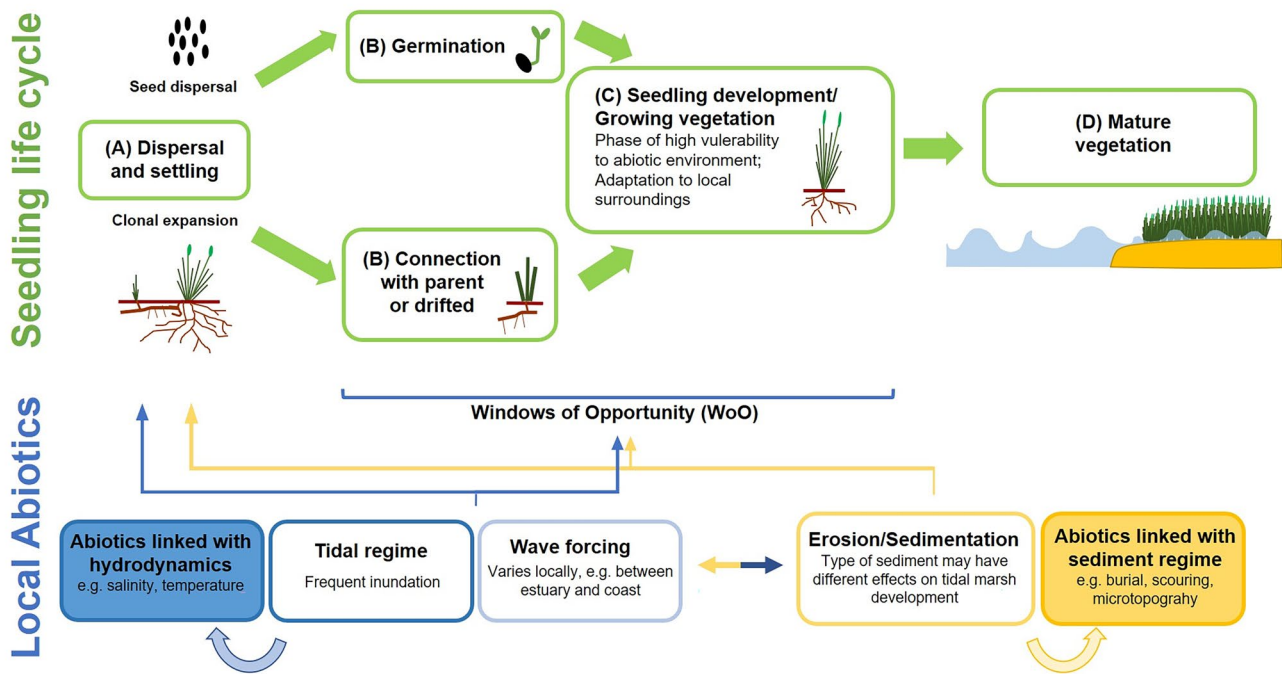 Seedling life cycle
Seed dispersal
(A) Dispersal
and settling
Clonal expansion
(B) Germination
(B) Connection
with parent
or drifted
(C) Seedling development/
Growing vegetation
Phase of high vulerability
to abiotic environment;
Adaptation to local
surroundings
(D) Mature
vegetation
Windows of Opportunity (WoO)
Local Abiotics
Abiotics linked with
hydrodynamics
e.g. salinity, temperature
Tidal regime
Frequent inundation
Wave forcing
Varies locally, e.g. between
estuary and coast
Erosion/Sedimentation
Type of sediment may have
different effects on tidal marsh
development
Abiotics linked with
sediment regime
e.g. burial, scouring,
microtopograhy